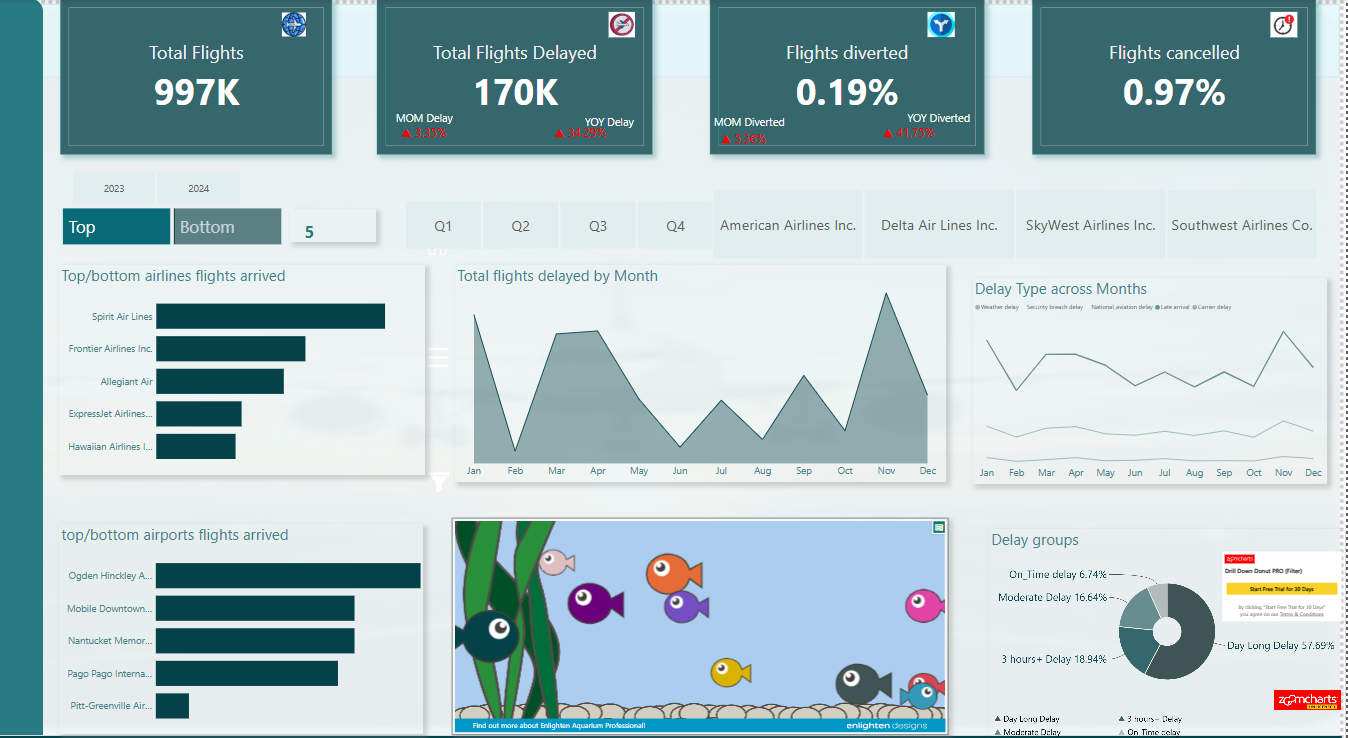 Total Flights
997K
Total Flights Delayed
170K
MOM Delay
3.35%
YOY Delay
34.29%
Flights diverted
0.19%
MOM Diverted
5.36%
YOY Diverted
41.75%
Flights cancelled
0.97%
2023
2024
Top
Bottom
5
Q1
Q2
Q3
Q4
American Airlines Inc.
Delta Air Lines Inc.
SkyWest Airlines Inc.
Southwest Airlines Co.
Top/bottom airlines flights arrived
Spirit Air Lines
Frontier Airlines Inc.
Allegiant Air
ExpressJet Airlines...
Hawaiian Airlines I...
Total flights delayed by Month
Jan Feb Mar Apr May Jun Jul Aug Sep Oct Nov Dec
Delay Type across Months
Weather delay Security breach delay National_aviation delay Late arrival Carrier delay
Jan Feb Mar Apr May Jun Jul Aug Sep Oct Nov Dec
top/bottom airports flights arrived
Ogden Hinckley A...
Mobile Downtown...
Nantucket Memor...
Pago Pago Interna...
Pitt-Greenville Air...
Find out more about Enlighten Aquarium Professional!
enlighten designs
Delay groups
On_Time delay 6.74%
Moderate Delay 16.64%
3 hours+ Delay 18.94%
Day Long Delay 57.69%
zoomcharts
Drill Down Donut PRO (Filter)
Start Free Trial for 30 Days
By clicking "Start Free Trial for 30 Days"
you agree on our Terms & Conditions
zoomcharts
Day Long Delay
3 hours+ Delay
Moderate Delay
On_Time delay